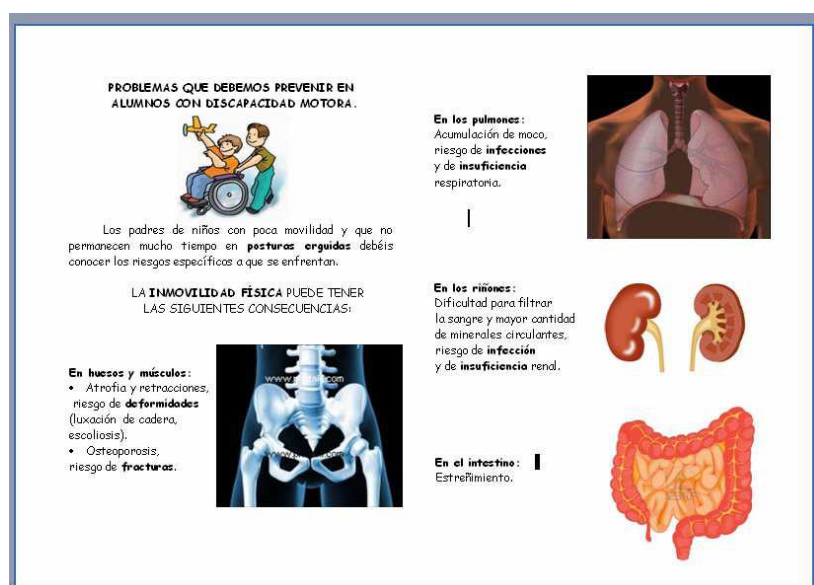 PROBLEMAS QUE DEBEMOS PREVENIR EN
ALUMNOS CON DISCAPACIDAD MOTORA.
Los padres de niños con poca movilidad y que no
permanecen mucho tiempo en posturas erguidas debéis
conocer los riesgos específicos a que se enfrentan.
LA INMOVILIDAD FÍSICA PUEDE TENER
LAS SIGUIENTES CONSECUENCIAS:
En huesos y músculos:
• Atrofia y retracciones,
riesgo de deformidades
(luxación de cadera,
escoliosis).
• Osteoporosis,
riesgo de fracturas.
En los pulmones:
Acumulación de moco,
riesgo de infecciones
y de insuficiencia
respiratoria.
En los riñones:
Dificultad para filtrar
la sangre y mayor cantidad
de minerales circulantes,
riesgo de infección
y de insuficiencia renal.
En el intestino:
Estreñimiento.